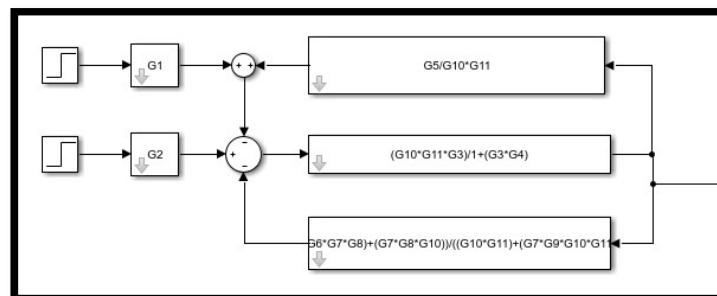 G1
+ +
G5/G10*G11
G2
+ − −
(G10*G11*G3)/1+(G3*G4)
G6*G7*G8)+(G7*G8*G10))/((G10*G11)+(G7*G9*G10*G11